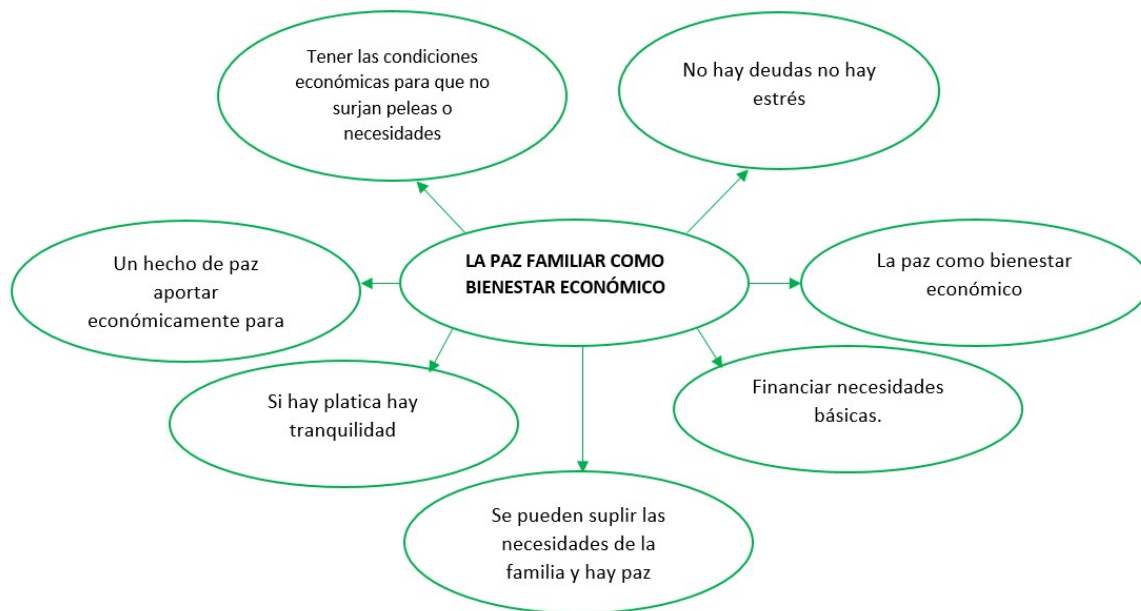 Tener las condiciones
económicas para que no
surjan peleas o
necesidades
No hay deudas no hay
estrés
LA PAZ FAMILIAR COMO
BIENESTAR ECONÓMICO
Un hecho de paz
aportar
económicamente para
La paz como bienestar
económico
Si hay platica hay
tranquilidad
Financiar necesidades
básicas.
Se pueden suplir las
necesidades de la
familia y hay paz